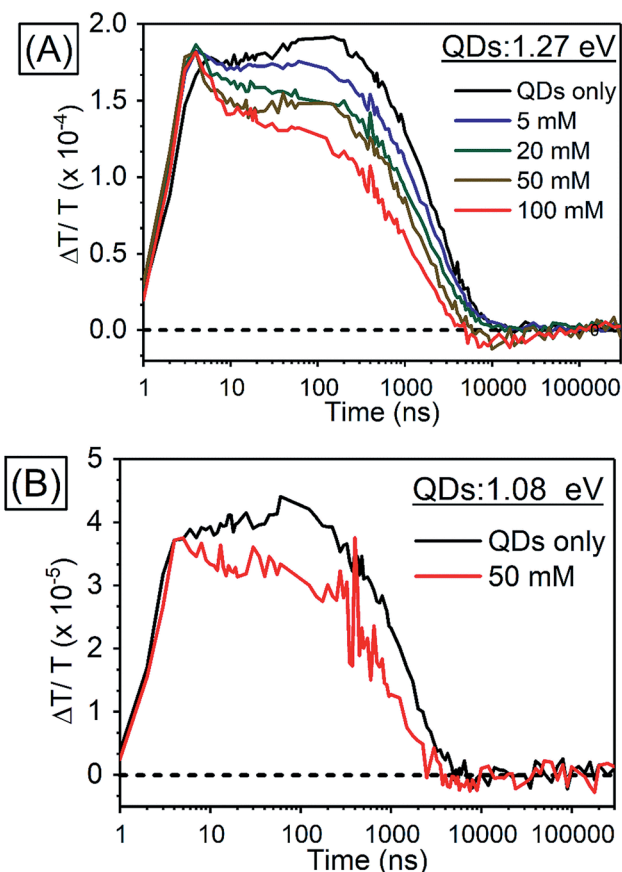 (A)
QDs:1.27 eV
QDs only
5 mM
20 mM
50 mM
100 mM
ΔT/ T (x 10⁻⁴)
2.0
1.5
1.0
0.5
0.0
1 10 100 1000 10000 100000
Time (ns)
(B)
QDs:1.08 eV
QDs only
50 mM
ΔT/ T (x 10⁻⁵)
5
4
3
2
1
0
1 10 100 1000 10000 100000
Time (ns)